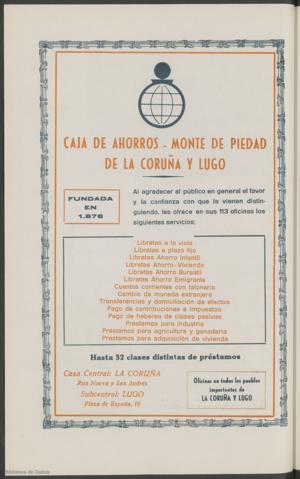 CAJA DE AHORROS - MONTE DE PIEDAD
DE LA CORUÑA Y LUGO
FUNDADA
EN
1.876
Al agradecer al público en general el favor
y la confianza con que la vienen distin-
guiendo, les ofrece en sus 113 oficinas los
siguientes servicios:
Libretas a la vista
Libretas a plazo fijo
Libretas Ahorro Infantil
Libretas Ahorro-Vivienda
Libretas Ahorro Bursátil
Libretas Ahorro Emigrante
Cuentas corrientes con talonario
Cambio de moneda extranjera
Transferencias y domiciliación de efectos
Pago de contribuciones e impuestos
Pago de haberes de clases pasivas
Préstamos para industria
Préstamos para agricultura y ganadería
Préstamos para adquisición de vivienda
Hasta 32 clases distintas de préstamos
Casa Central: LA CORUÑA
Rua Nueva y San Andrés
Subcentral: LUGO
Plaza de España, 16
Oficinas en todos los pueblos
importantes de
LA CORUÑA Y LUGO
Biblioteca de Galicia